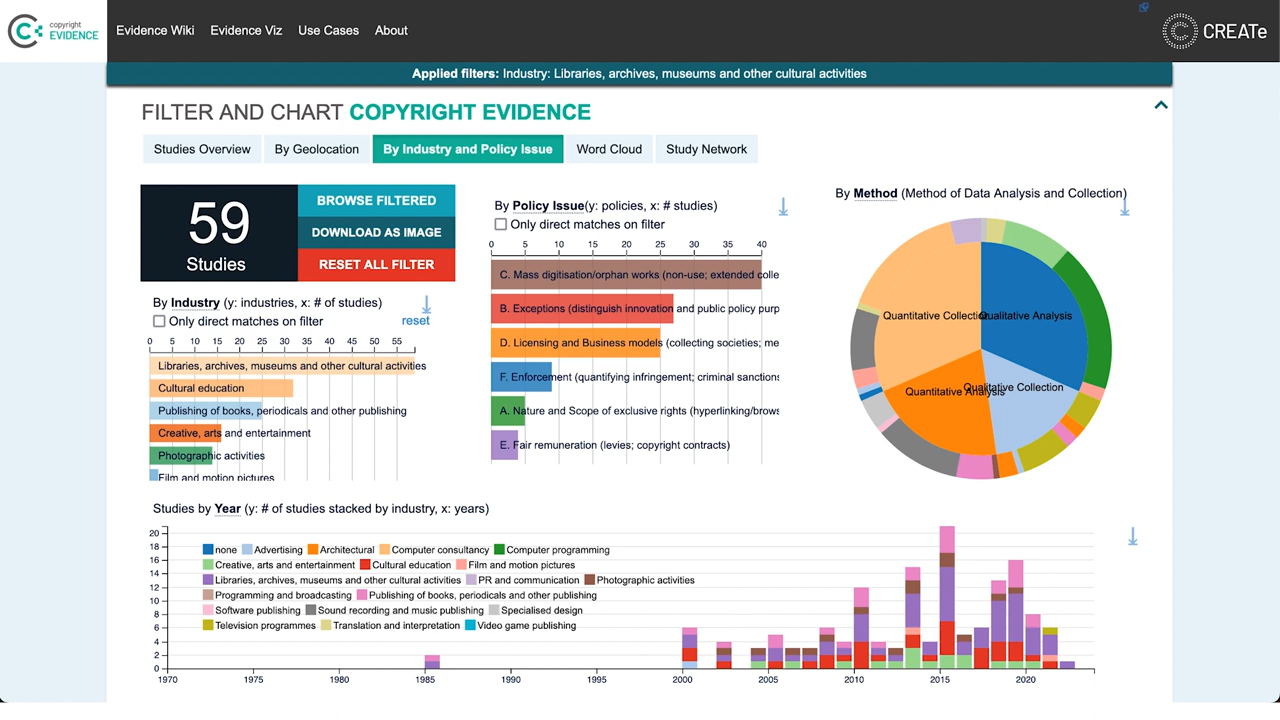 copyright
EVIDENCE
Evidence Wiki Evidence Viz Use Cases About
CREATe
Applied filters: Industry: Libraries, archives, museums and other cultural activities
FILTER AND CHART COPYRIGHT EVIDENCE
Studies Overview By Geolocation By Industry and Policy Issue Word Cloud Study Network
59
Studies
BROWSE FILTERED
DOWNLOAD AS IMAGE
RESET ALL FILTER
By Industry (y: industries, x: # of studies)
Only direct matches on filter
reset
0 5 10 15 20 25 30 35 40 45 50 55
Libraries, archives, museums and other cultural activities
Cultural education
Publishing of books, periodicals and other publishing
Creative, arts and entertainment
Photographic activities
Film and motion pictures
By Policy Issue(y: policies, x: # studies)
Only direct matches on filter
0 5 10 15 20 25 30 35 40
C. Mass digitisation/orphan works (non-use; extended colle
B. Exceptions (distinguish innovation and public policy purp
D. Licensing and Business models (collecting societies; me
F. Enforcement (quantifying infringement; criminal sanctions
A. Nature and Scope of exclusive rights (hyperlinking/brows
E. Fair remuneration (levies; copyright contracts)
By Method (Method of Data Analysis and Collection)
Quantitative Collection
Qualitative Analysis
Qualitative Collection
Quantitative Analysis
Studies by Year (y: # of studies stacked by industry, x: years)
20
18
16
14
12
10
8
6
4
2
0
none Advertising Architectural Computer consultancy Computer programming
Creative, arts and entertainment Cultural education Film and motion pictures
Libraries, archives, museums and other cultural activities PR and communication Photographic activities
Programming and broadcasting Publishing of books, periodicals and other publishing
Software publishing Sound recording and music publishing Specialised design
Television programmes Translation and interpretation Video game publishing
1970 1975 1980 1985 1990 1995 2000 2005 2010 2015 2020